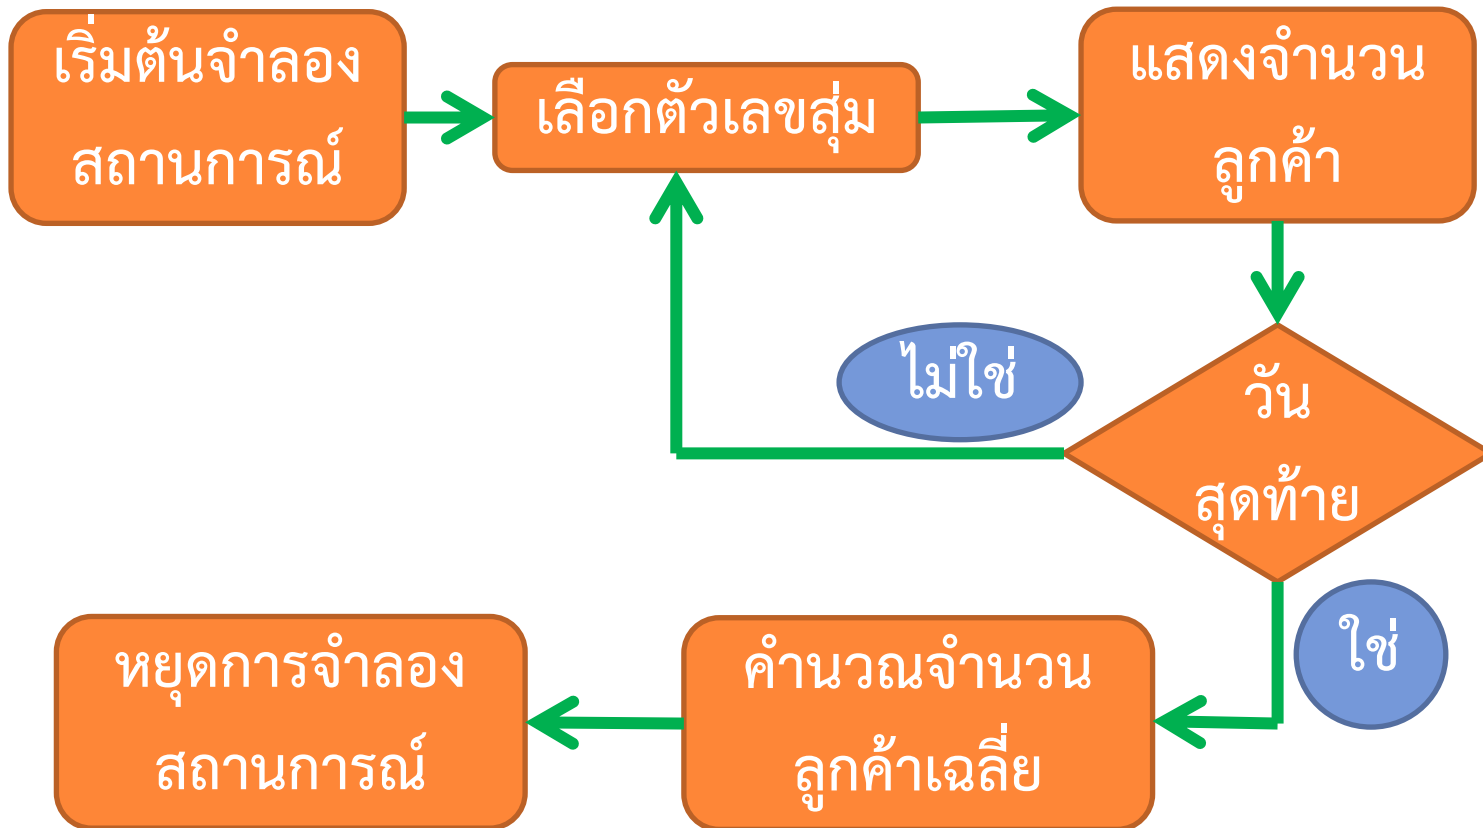 เริ่มต้นจำลอง
สถานการณ์
เลือกตัวเลขสุ่ม
แสดงจำนวน
ลูกค้า
ไม่ใช่
วัน
สุดท้าย
ใช่
คำนวณจำนวน
ลูกค้าเฉลี่ย
หยุดการจำลอง
สถานการณ์